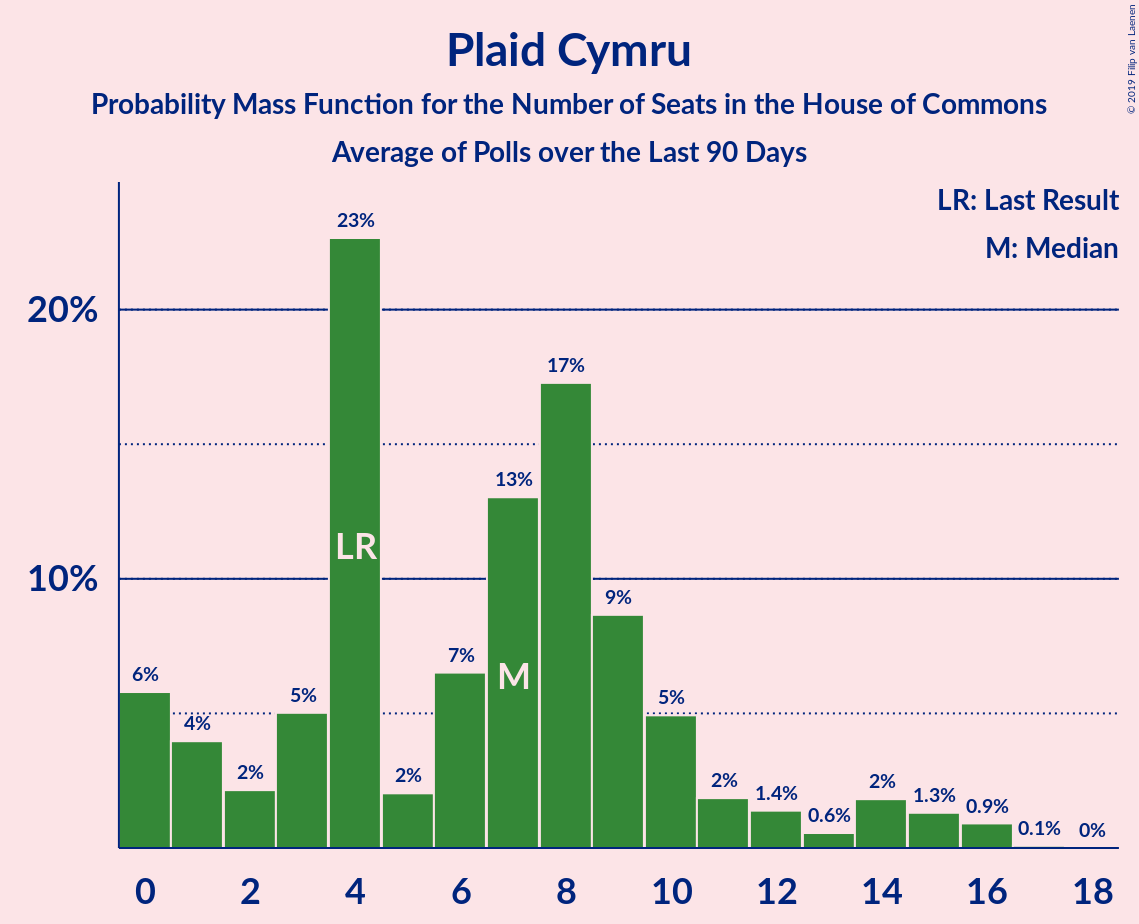 Plaid Cymru
Probability Mass Function for the Number of Seats in the House of Commons
Average of Polls over the Last 90 Days
© 2019 Filip van Laenen
LR: Last Result
M: Median
20%
10%
6%
4%
2%
5%
23%
2%
7%
13%
17%
9%
5%
2%
1.4%
0.6%
2%
1.3%
0.9%
0.1%
0%
LR
M
0 2 4 6 8 10 12 14 16 18